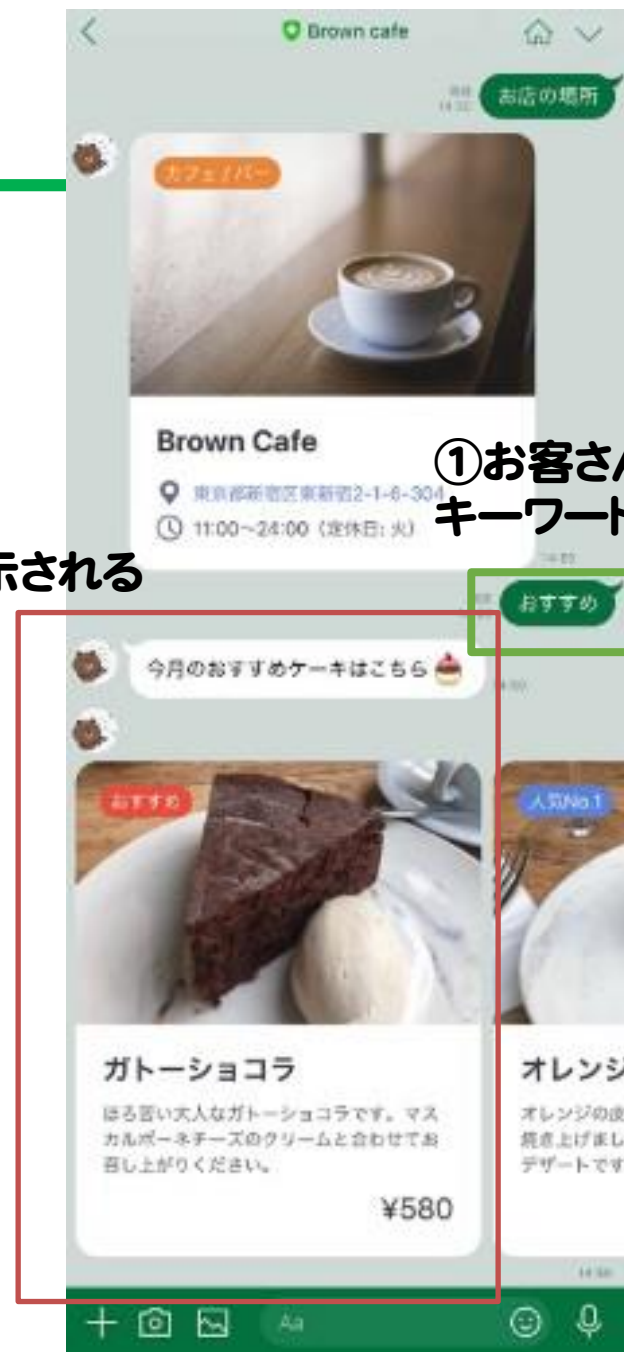 Brown cafe
お店の場所
カフェ / バー
Brown Cafe
東京都新宿区東新宿2-1-6-304
11:00~24:00(定休日: 火)
①お客さん
キーワード
示される
おすすめ
今月のおすすめケーキはこちら
おすすめ
人気No.1
ガトーショコラ
ほろ苦い大人なガトーショコラです。マス
カルポーネチーズのクリームと合わせてお
召し上がりください。
¥580
オレンジ
オレンジの皮
焼き上げまし
デザートです
Aa